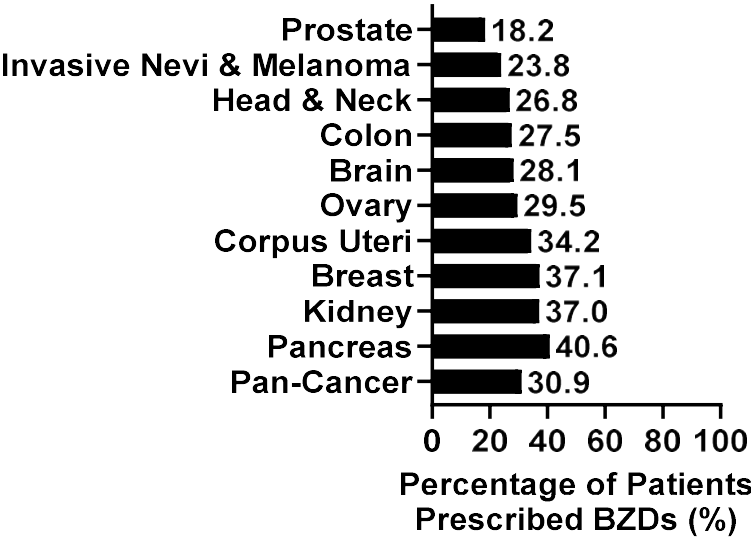 Prostate 18.2
Invasive Nevi & Melanoma 23.8
Head & Neck 26.8
Colon 27.5
Brain 28.1
Ovary 29.5
Corpus Uteri 34.2
Breast 37.1
Kidney 37.0
Pancreas 40.6
Pan-Cancer 30.9
0 20 40 60 80 100
Percentage of Patients
Prescribed BZDs (%)